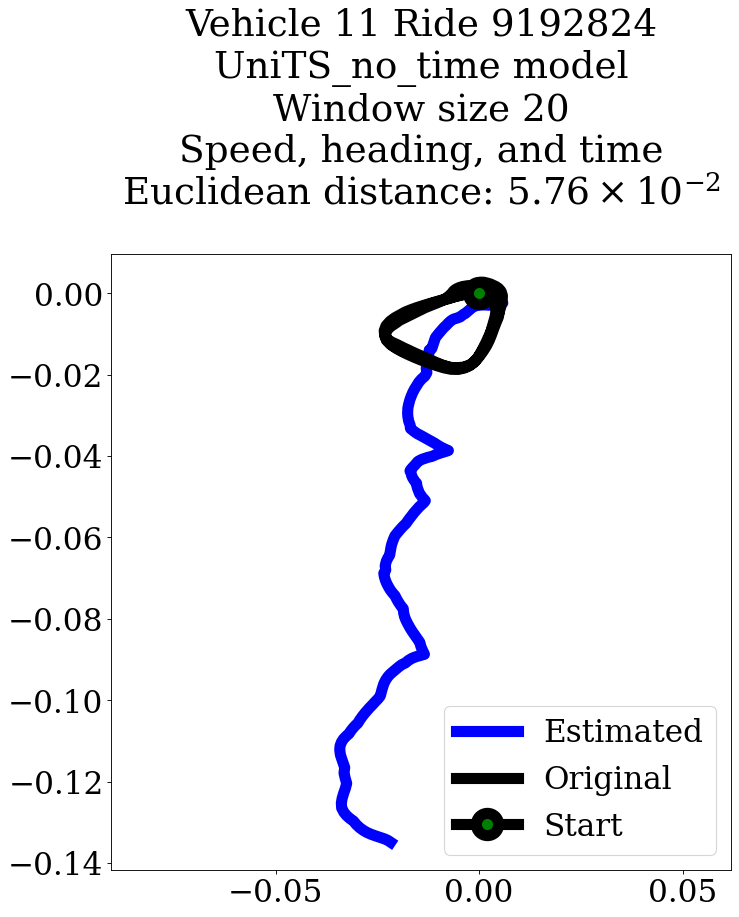 Vehicle 11 Ride 9192824
UniTS_no_time model
Window size 20
Speed, heading, and time
Euclidean distance: 5.76 × 10⁻²
0.00
−0.02
−0.04
−0.06
−0.08
−0.10
−0.12
−0.14
−0.05
0.00
0.05
Estimated
Original
Start